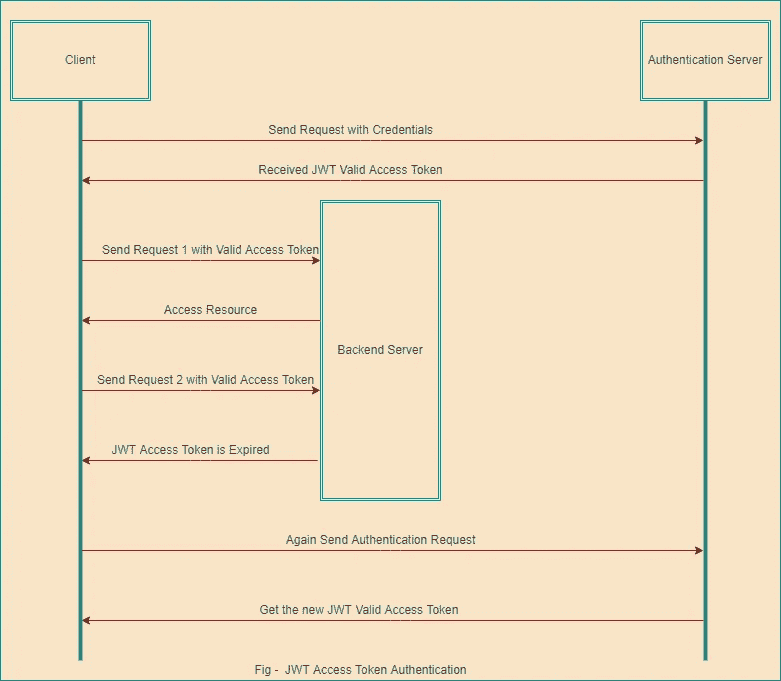 Client
Authentication Server
Send Request with Credentials
Received JWT Valid Access Token
Send Request 1 with Valid Access Token
Access Resource
Backend Server
Send Request 2 with Valid Access Token
JWT Access Token is Expired
Again Send Authentication Request
Get the new JWT Valid Access Token
Fig - JWT Access Token Authentication